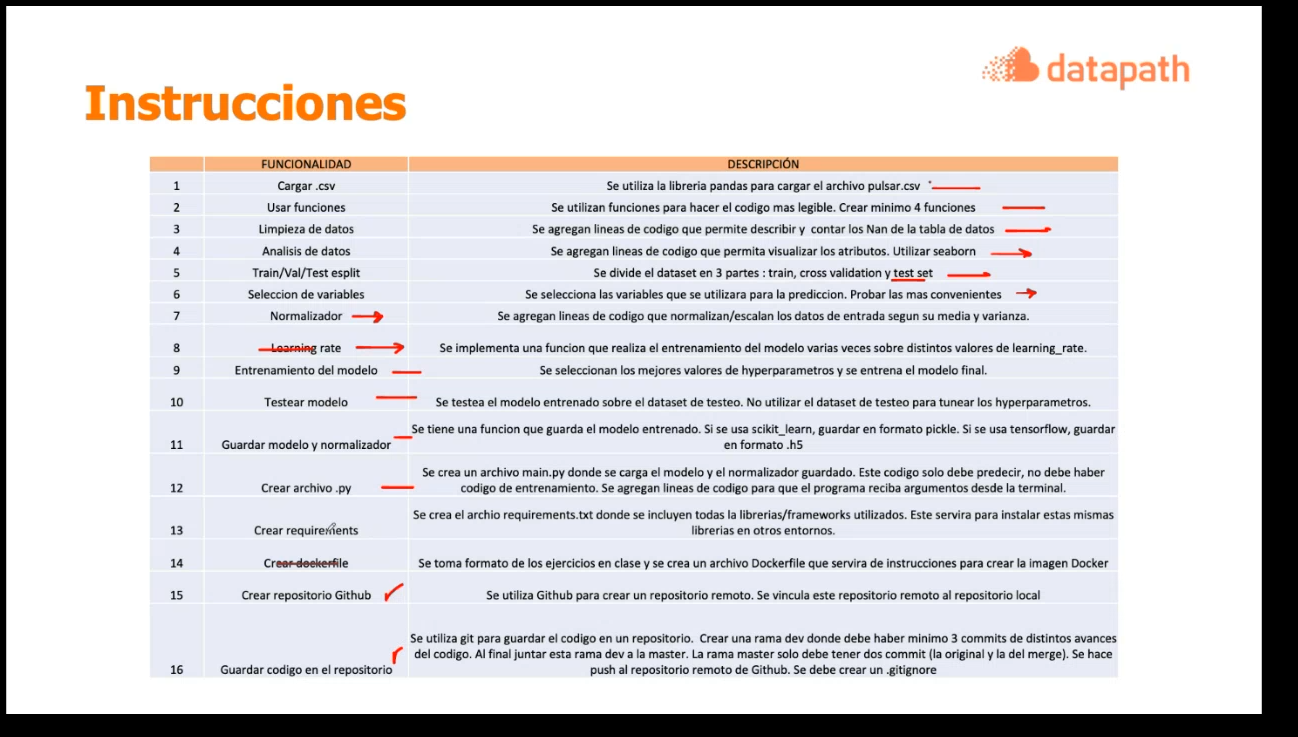 datapath
Instrucciones
FUNCIONALIDAD DESCRIPCIÓN
1 Cargar .csv Se utiliza la libreria pandas para cargar el archivo pulsar.csv
2 Usar funciones Se utilizan funciones para hacer el codigo mas legible. Crear minimo 4 funciones
3 Limpieza de datos Se agregan lineas de codigo que permite describir y contar los Nan de la tabla de datos
4 Analisis de datos Se agregan lineas de codigo que permita visualizar los atributos. Utilizar seaborn
5 Train/Val/Test esplit Se divide el dataset en 3 partes : train, cross validation y test set
6 Seleccion de variables Se selecciona las variables que se utilizara para la prediccion. Probar las mas convenientes
7 Normalizador Se agregan lineas de codigo que normalizan/escalan los datos de entrada segun su media y varianza.
8 Learning rate Se implementa una funcion que realiza el entrenamiento del modelo varias veces sobre distintos valores de learning_rate.
9 Entrenamiento del modelo Se seleccionan los mejores valores de hyperparametros y se entrena el modelo final.
10 Testear modelo Se testea el modelo entrenado sobre el dataset de testeo. No utilizar el dataset de testeo para tunear los hyperparametros.
Se tiene una funcion que guarda el modelo entrenado. Si se usa scikit_learn, guardar en formato pickle. Si se usa tensorflow, guardar
11 Guardar modelo y normalizador en formato .h5
Se crea un archivo main.py donde se carga el modelo y el normalizador guardado. Este codigo solo debe predecir, no debe haber
12 Crear archivo .py codigo de entrenamiento. Se agregan lineas de codigo para que el programa reciba argumentos desde la terminal.
Se crea el archio requirements.txt donde se incluyen todas la librerias/frameworks utilizados. Este servira para instalar estas mismas
13 Crear requirements librerias en otros entornos.
14 Crear dockerfile Se toma formato de los ejercicios en clase y se crea un archivo Dockerfile que servira de instrucciones para crear la imagen Docker
15 Crear repositorio Github Se utiliza Github para crear un repositorio remoto. Se vincula este repositorio remoto al repositorio local
Se utiliza git para guardar el codigo en un repositorio. Crear una rama dev donde debe haber minimo 3 commits de distintos avances
del codigo. Al final juntar esta rama dev a la master. La rama master solo debe tener dos commit (la original y la del merge). Se hace
16 Guardar codigo en el repositorio push al repositorio remoto de Github. Se debe crear un .gitignore